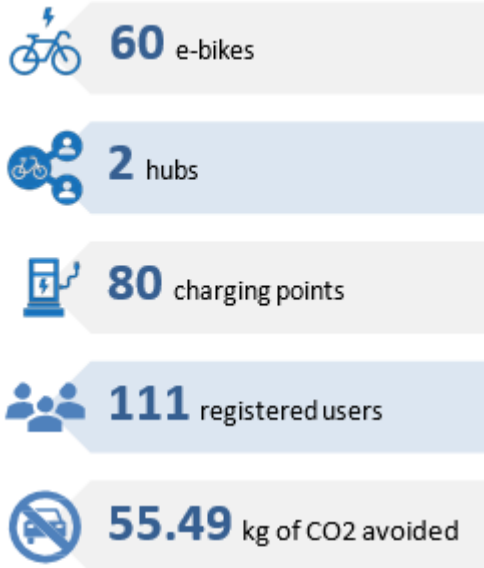 60 e-bikes
2 hubs
80 charging points
111 registered users
55.49 kg of CO2 avoided